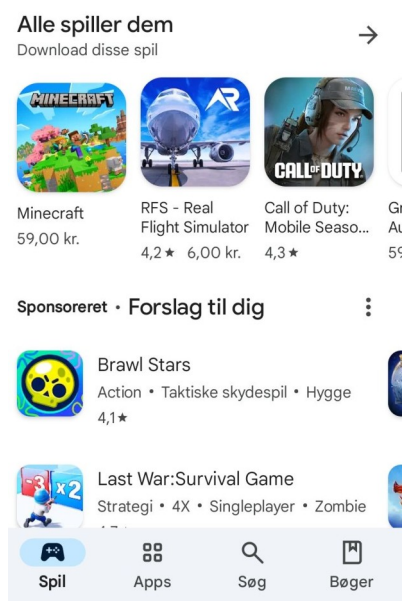 Alle spiller dem
Download disse spil
MINECRAFT
AR
CALL OF DUTY
Minecraft
59,00 kr.
RFS - Real
Flight Simulator
4,2★ 6,00 kr.
Call of Duty:
Mobile Seaso...
4,3★
Sponsoreret • Forslag til dig
Brawl Stars
Action • Taktiske skydespil • Hygge
4,1★
-3 x2
Last War:Survival Game
Strategi • 4X • Singleplayer • Zombie
Spil
Apps
Søg
Bøger